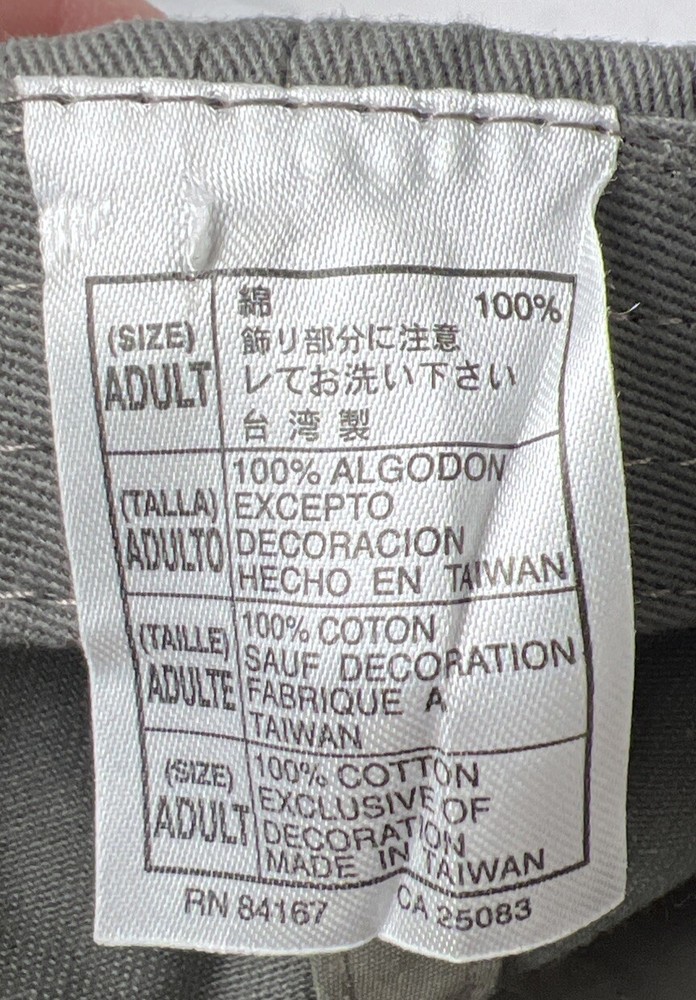 (SIZE)
ADULT
綿 100%
飾り部分に注意
レてお洗い下さい
台湾製
(TALLA)
ADULTO
100% ALGODON
EXCEPTO
DECORACION
HECHO EN TAIWAN
(TAILLE)
ADULTE
100% COTON
SAUF DECORATION
FABRIQUE A
TAIWAN
(SIZE)
ADULT
100% COTTON
EXCLUSIVE OF
DECORATION
MADE IN TAIWAN
RN 84167 CA 25083